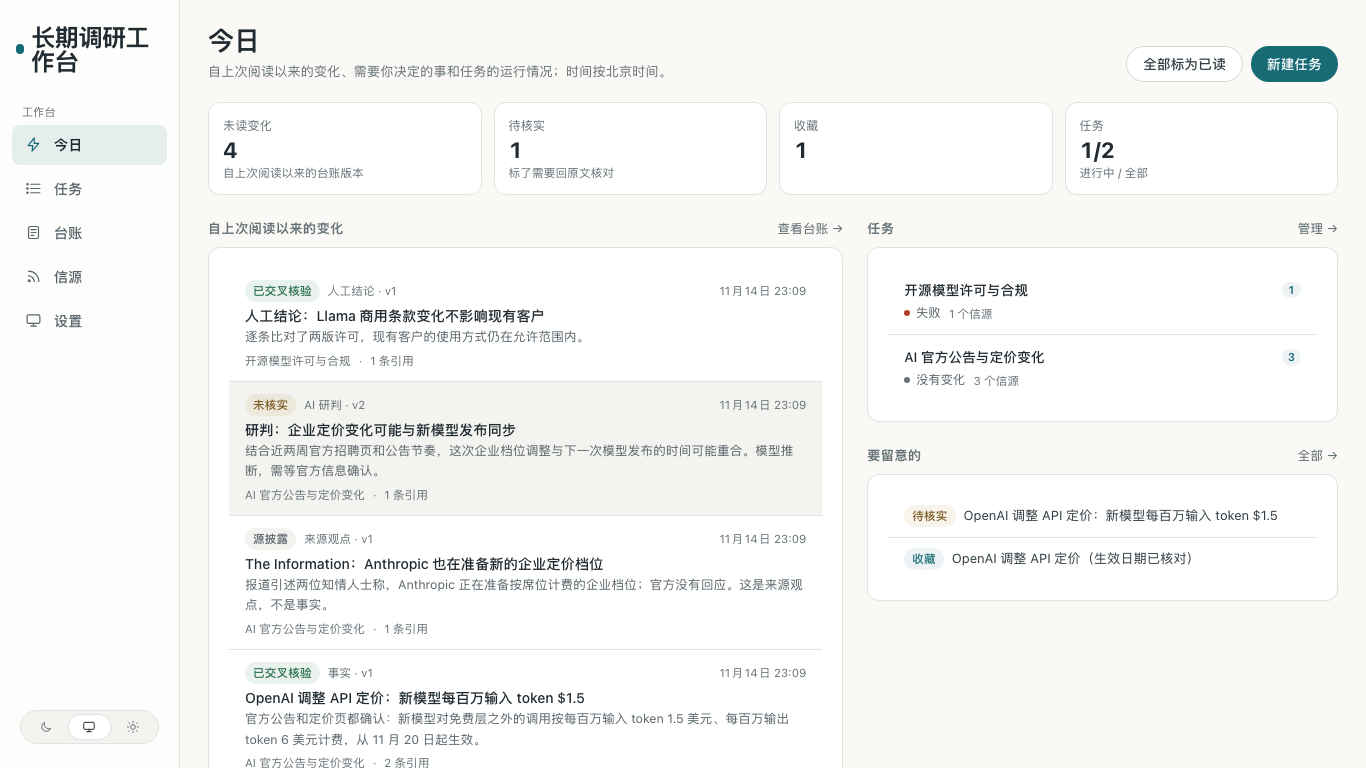 长期调研工
作台
工作台
今日
任务
台账
信源
设置
今日
自上次阅读以来的变化、需要你决定的事和任务的运行情况；时间按北京时间。
全部标为已读
新建任务
未读变化
4
自上次阅读以来的台账版本
待核实
1
标了需要回原文核对
收藏
1
任务
1/2
进行中 / 全部
自上次阅读以来的变化
查看台账 →
已交叉核验 人工结论 · v1 11月14日 23:09
人工结论：Llama 商用条款变化不影响现有客户
逐条比对了两版许可，现有客户的使用方式仍在允许范围内。
开源模型许可与合规 · 1 条引用
未核实 AI 研判 · v2 11月14日 23:09
研判：企业定价变化可能与新模型发布同步
结合近两周官方招聘页和公告节奏，这次企业档位调整与下一次模型发布的时间可能重合。模型推
断，需等官方信息确认。
AI 官方公告与定价变化 · 1 条引用
源披露 来源观点 · v1 11月14日 23:09
The Information：Anthropic 也在准备新的企业定价档位
报道引述两位知情人士称，Anthropic 正在准备按席位计费的企业档位；官方没有回应。这是来源观
点，不是事实。
AI 官方公告与定价变化 · 1 条引用
已交叉核验 事实 · v1 11月14日 23:09
OpenAI 调整 API 定价：新模型每百万输入 token $1.5
官方公告和定价页都确认：新模型对免费层之外的调用按每百万输入 token 1.5 美元、每百万输出
token 6 美元计费，从 11 月 20 日起生效。
AI 官方公告与定价变化 · 2 条引用
任务
管理 →
开源模型许可与合规 1
失败 1 个信源
AI 官方公告与定价变化 3
没有变化 3 个信源
要留意的
全部 →
待核实 OpenAI 调整 API 定价：新模型每百万输入 token $1.5
收藏 OpenAI 调整 API 定价（生效日期已核对）